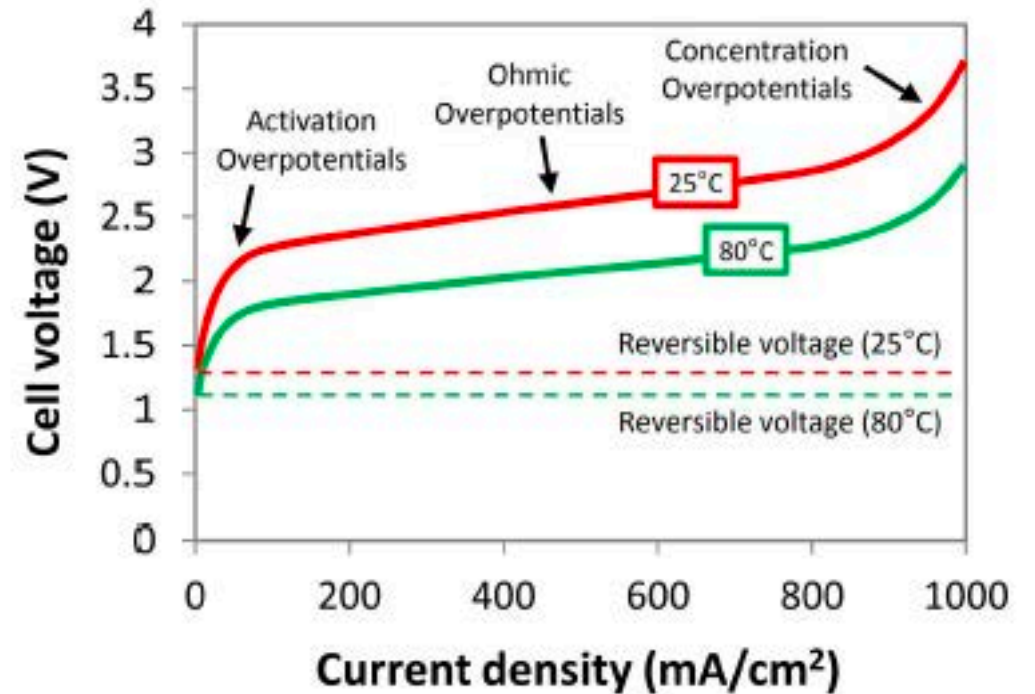 Cell voltage (V)
4
3.5
3
2.5
2
1.5
1
0.5
0
Activation
Overpotentials
Ohmic
Overpotentials
Concentration
Overpotentials
25°C
80°C
Reversible voltage (25°C)
Reversible voltage (80°C)
0 200 400 600 800 1000
Current density (mA/cm²)